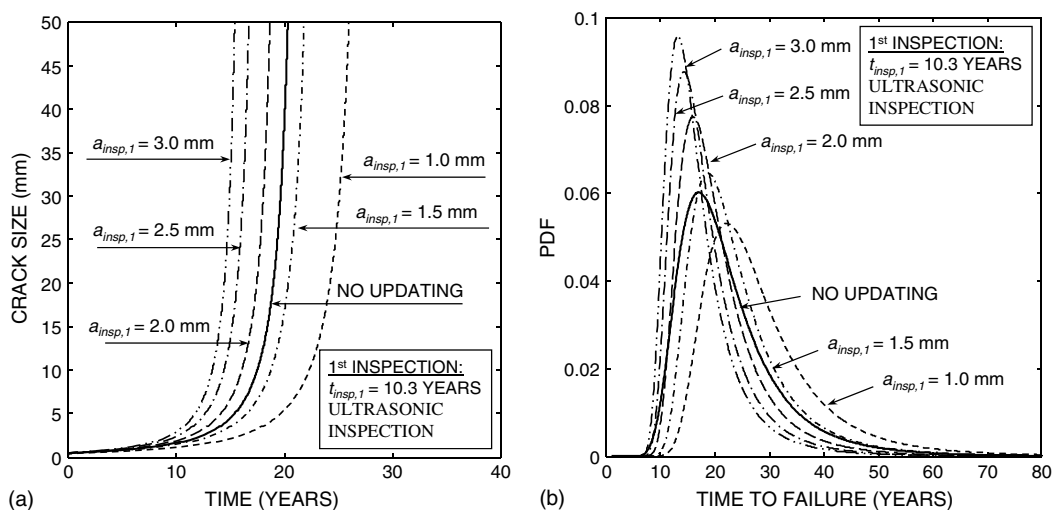 50
45
40
35
30
25
20
15
10
5
0
CRACK SIZE (mm)
a_insp,1 = 3.0 mm
a_insp,1 = 1.0 mm
a_insp,1 = 1.5 mm
a_insp,1 = 2.5 mm
NO UPDATING
a_insp,1 = 2.0 mm
1st INSPECTION:
t_insp,1 = 10.3 YEARS
ULTRASONIC
INSPECTION
0 10 20 30 40
(a) TIME (YEARS)
0.1
0.08
0.06
0.04
0.02
0
PDF
1st INSPECTION:
t_insp,1 = 10.3 YEARS
ULTRASONIC
INSPECTION
a_insp,1 = 3.0 mm
a_insp,1 = 2.5 mm
a_insp,1 = 2.0 mm
NO UPDATING
a_insp,1 = 1.5 mm
a_insp,1 = 1.0 mm
0 10 20 30 40 50 60 70 80
(b) TIME TO FAILURE (YEARS)